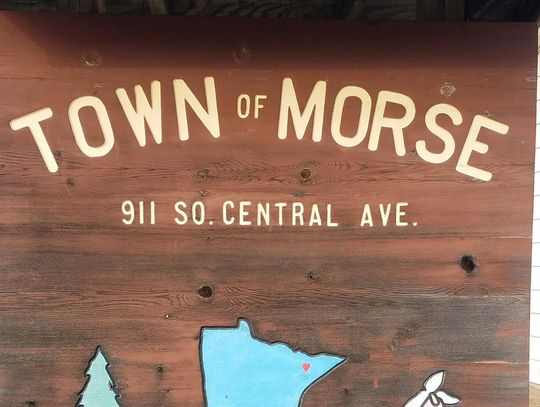 TOWN OF MORSE
911 SO. CENTRAL AVE.